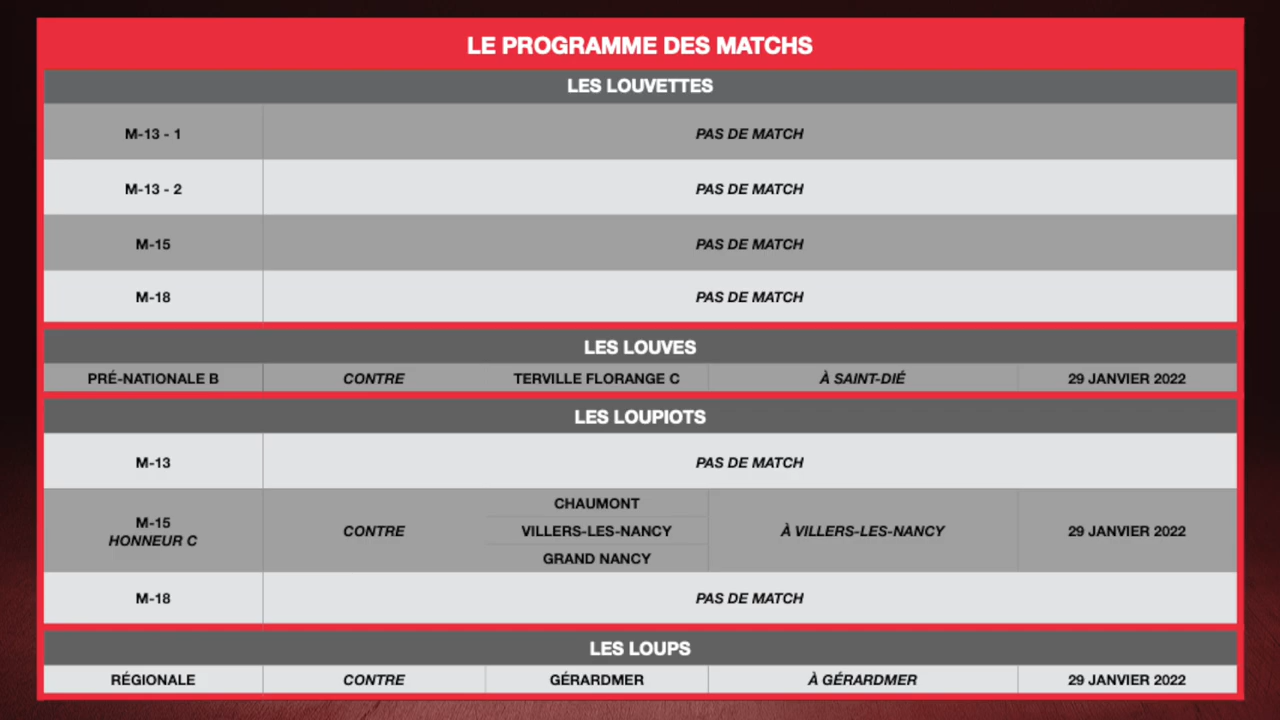 LE PROGRAMME DES MATCHS
LES LOUVETTES
M-13 - 1 PAS DE MATCH
M-13 - 2 PAS DE MATCH
M-15 PAS DE MATCH
M-18 PAS DE MATCH
LES LOUVES
PRÉ-NATIONALE B CONTRE TERVILLE FLORANGE C À SAINT-DIÉ 29 JANVIER 2022
LES LOUPIOTS
M-13 PAS DE MATCH
M-15
HONNEUR C
CONTRE
CHAUMONT
VILLERS-LES-NANCY
GRAND NANCY
À VILLERS-LES-NANCY
29 JANVIER 2022
M-18 PAS DE MATCH
LES LOUPS
RÉGIONALE CONTRE GÉRARDMER À GÉRARDMER 29 JANVIER 2022